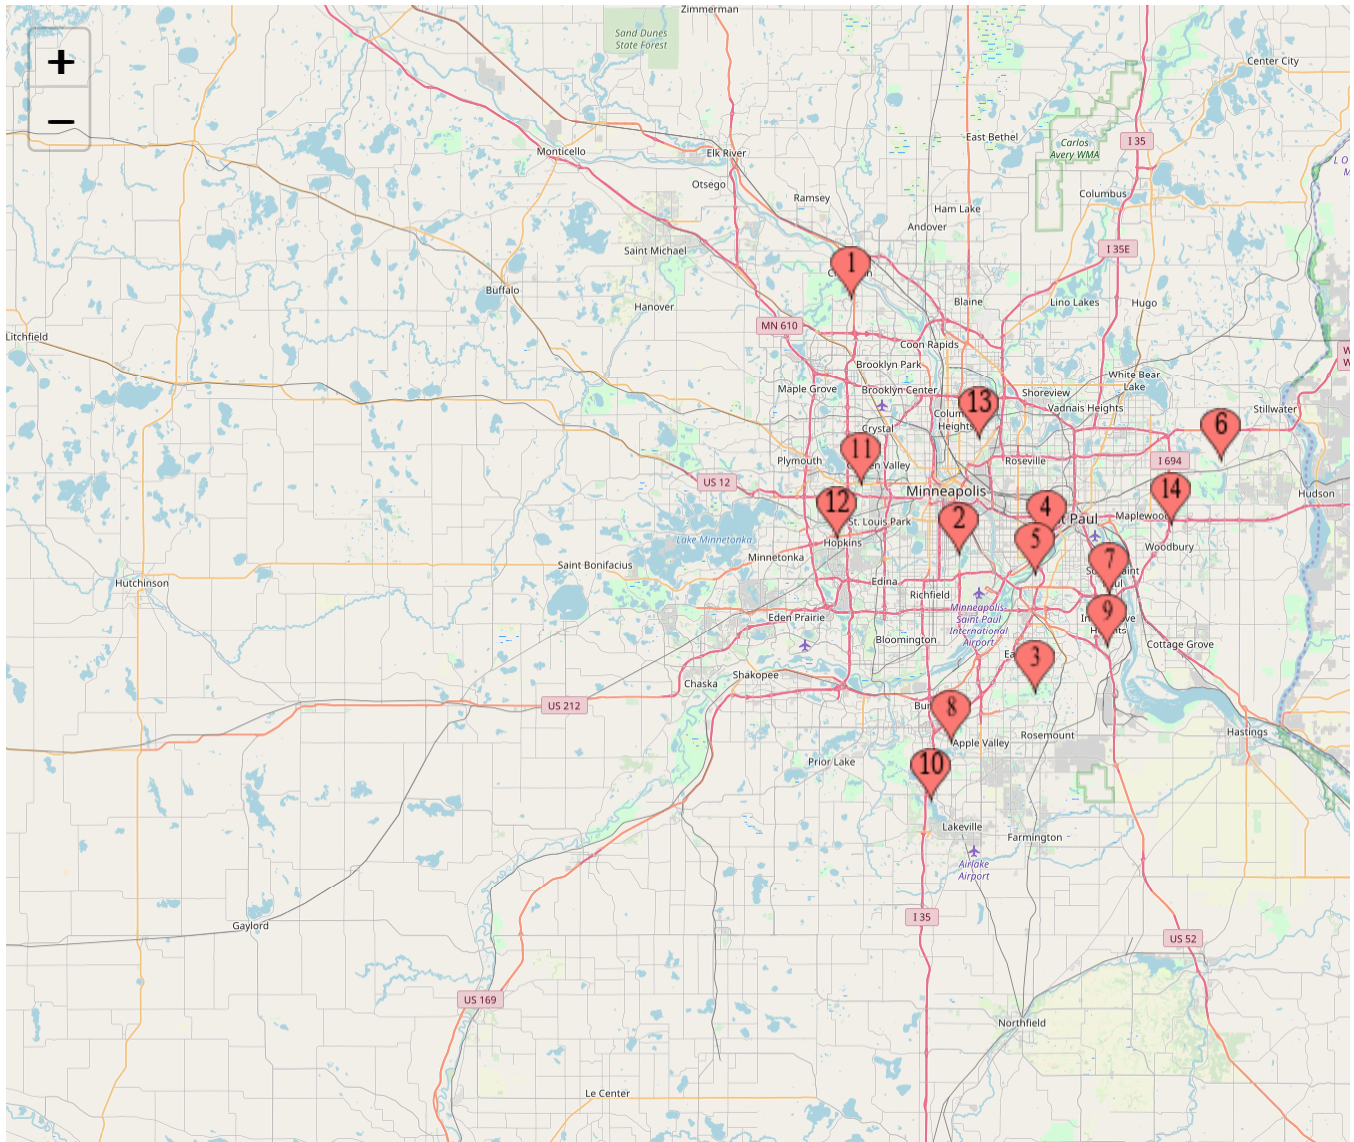 +
−
Zimmerman
Sand Dunes
State Forest
Center City
East Bethel
Carlos
Avery WMA
I 35
Monticello
Elk River
Otsego
Ramsey
Columbus
Ham Lake
Andover
Saint Michael
I 35E
1
Buffalo
Hanover
Blaine
Lino Lakes
Hugo
MN 610
Litchfield
Coon Rapids
Brooklyn Park
White Bear
Lake
Maple Grove
Brooklyn Center
Shoreview
Vadnais Heights
Stillwater
13
Heights
6
Crystal
11
Plymouth
Roseville
I 694
US 12
Minneapolis
14
Hudson
12
4
2
St. Louis Park
Maplewood
5
Lake Minnetonka
Hopkins
Woodbury
Minnetonka
7
Saint Bonifacius
Hutchinson
Edina
Richfield
Minneapolis-
Saint Paul
International
Airport
9
Eden Prairie
Bloomington
Cottage Grove
3
Chaska
Shakopee
US 212
8
Rosemount
Hastings
Apple Valley
Prior Lake
10
Lakeville
Farmington
Airlake
Airport
I 35
Gaylord
US 52
US 169
Northfield
Le Center